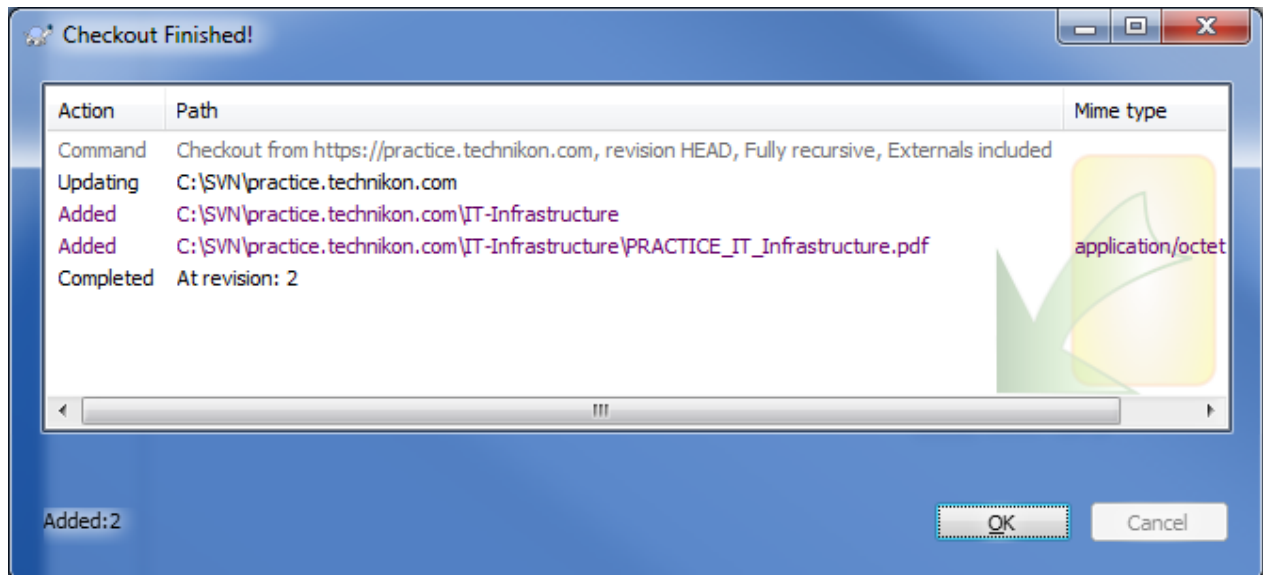 Checkout Finished!
Action Path Mime type
Command Checkout from https://practice.technikon.com, revision HEAD, Fully recursive, Externals included
Updating C:\SVN\practice.technikon.com
Added C:\SVN\practice.technikon.com\IT-Infrastructure
Added C:\SVN\practice.technikon.com\IT-Infrastructure\PRACTICE_IT_Infrastructure.pdf application/octet
Completed At revision: 2
Added:2
OK Cancel